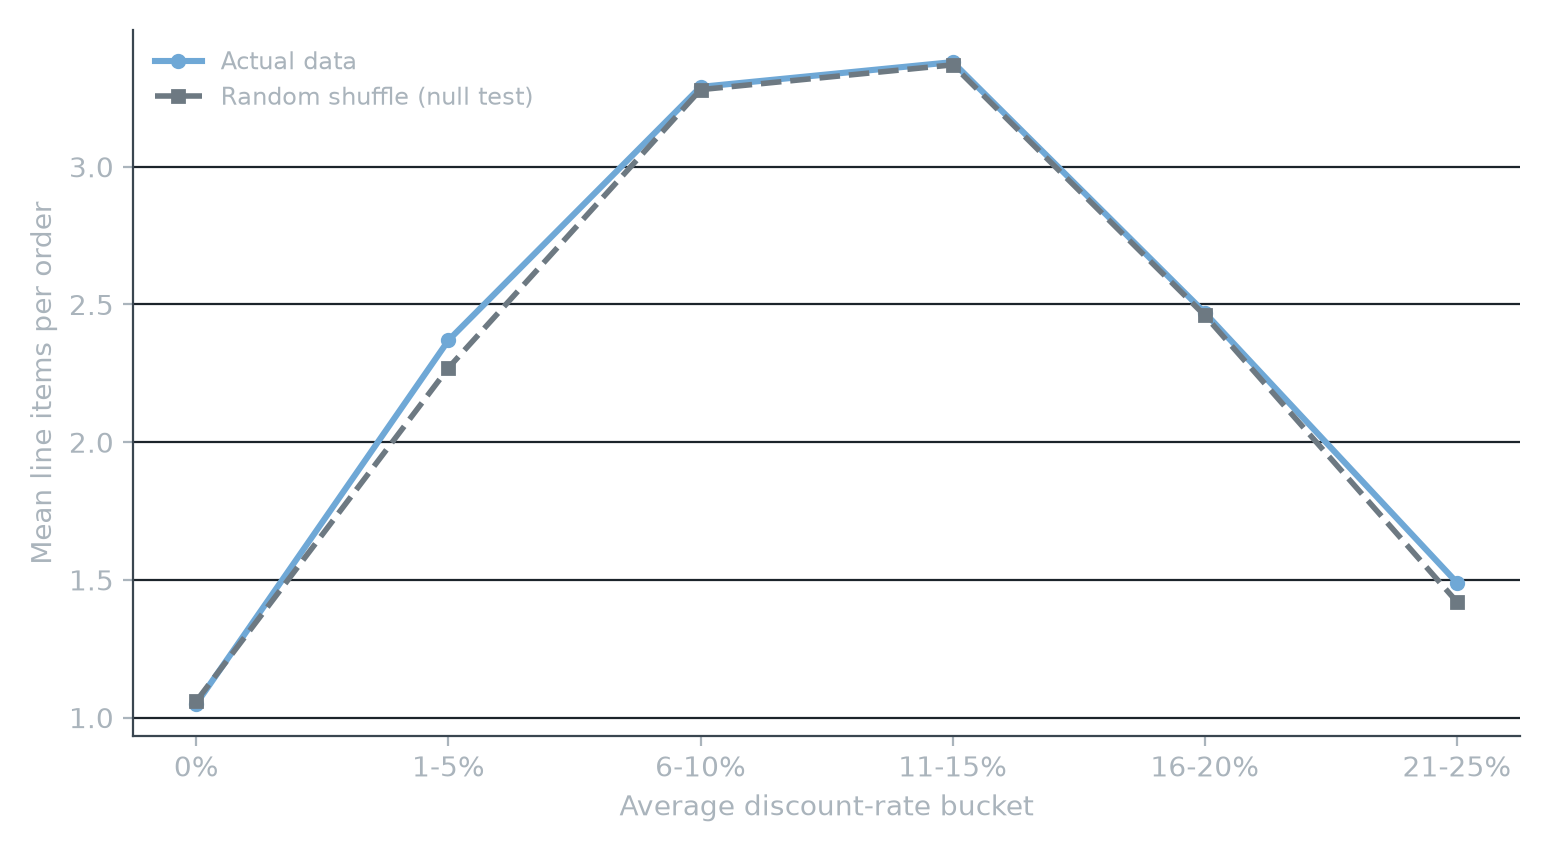 Actual data
Random shuffle (null test)
3.0
2.5
2.0
1.5
1.0
Mean line items per order
0% 1-5% 6-10% 11-15% 16-20% 21-25%
Average discount-rate bucket